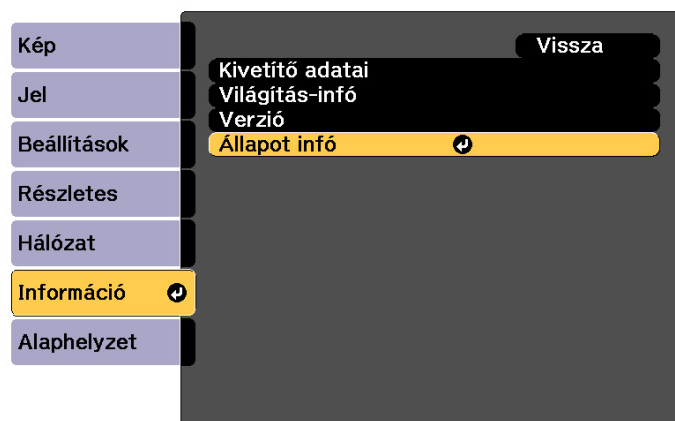 Kép
Jel
Beállítások
Részletes
Hálózat
Információ
Alaphelyzet
Vissza
Kivetítő adatai
Világítás-infó
Verzió
Állapot infó